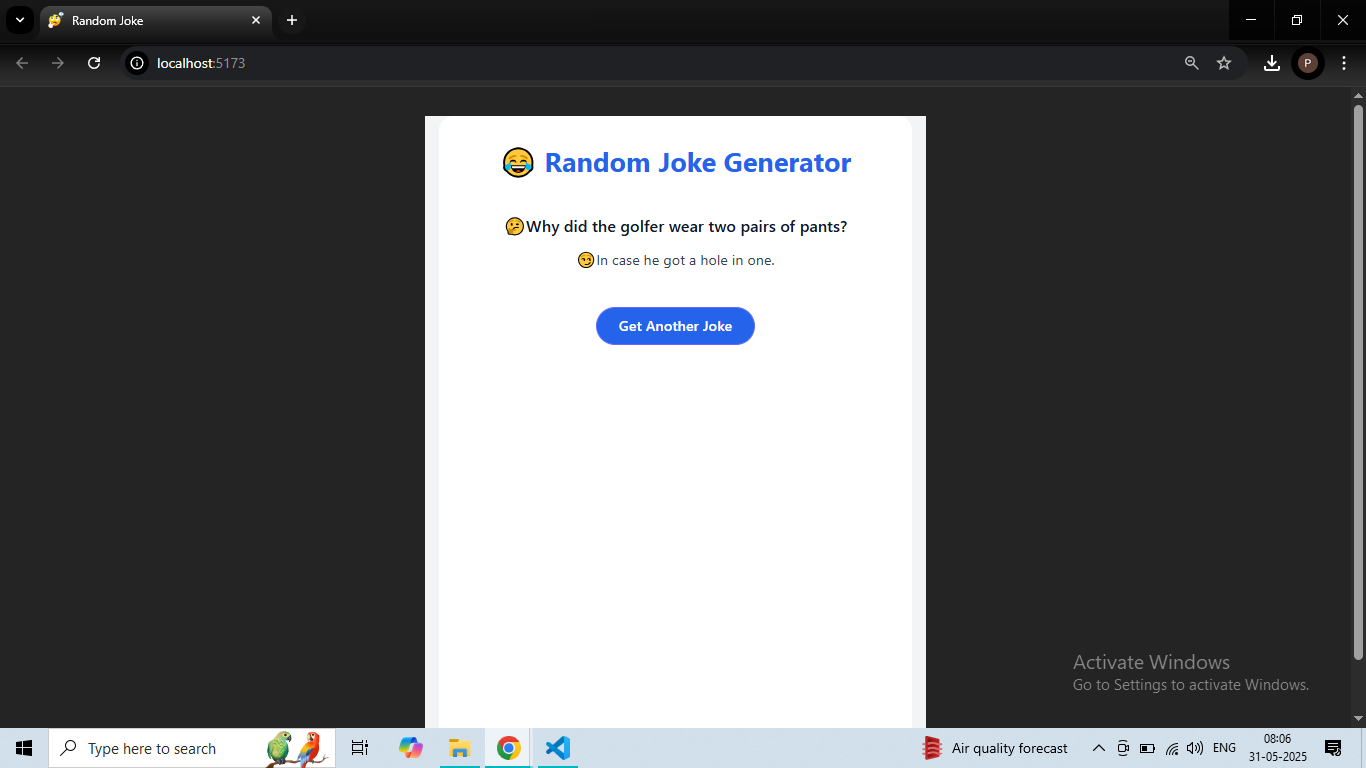 Random Joke
localhost:5173
P
😂 Random Joke Generator
🤔Why did the golfer wear two pairs of pants?
😏In case he got a hole in one.
Get Another Joke
Activate Windows
Go to Settings to activate Windows.
Type here to search
Air quality forecast
ENG
08:06
31-05-2025